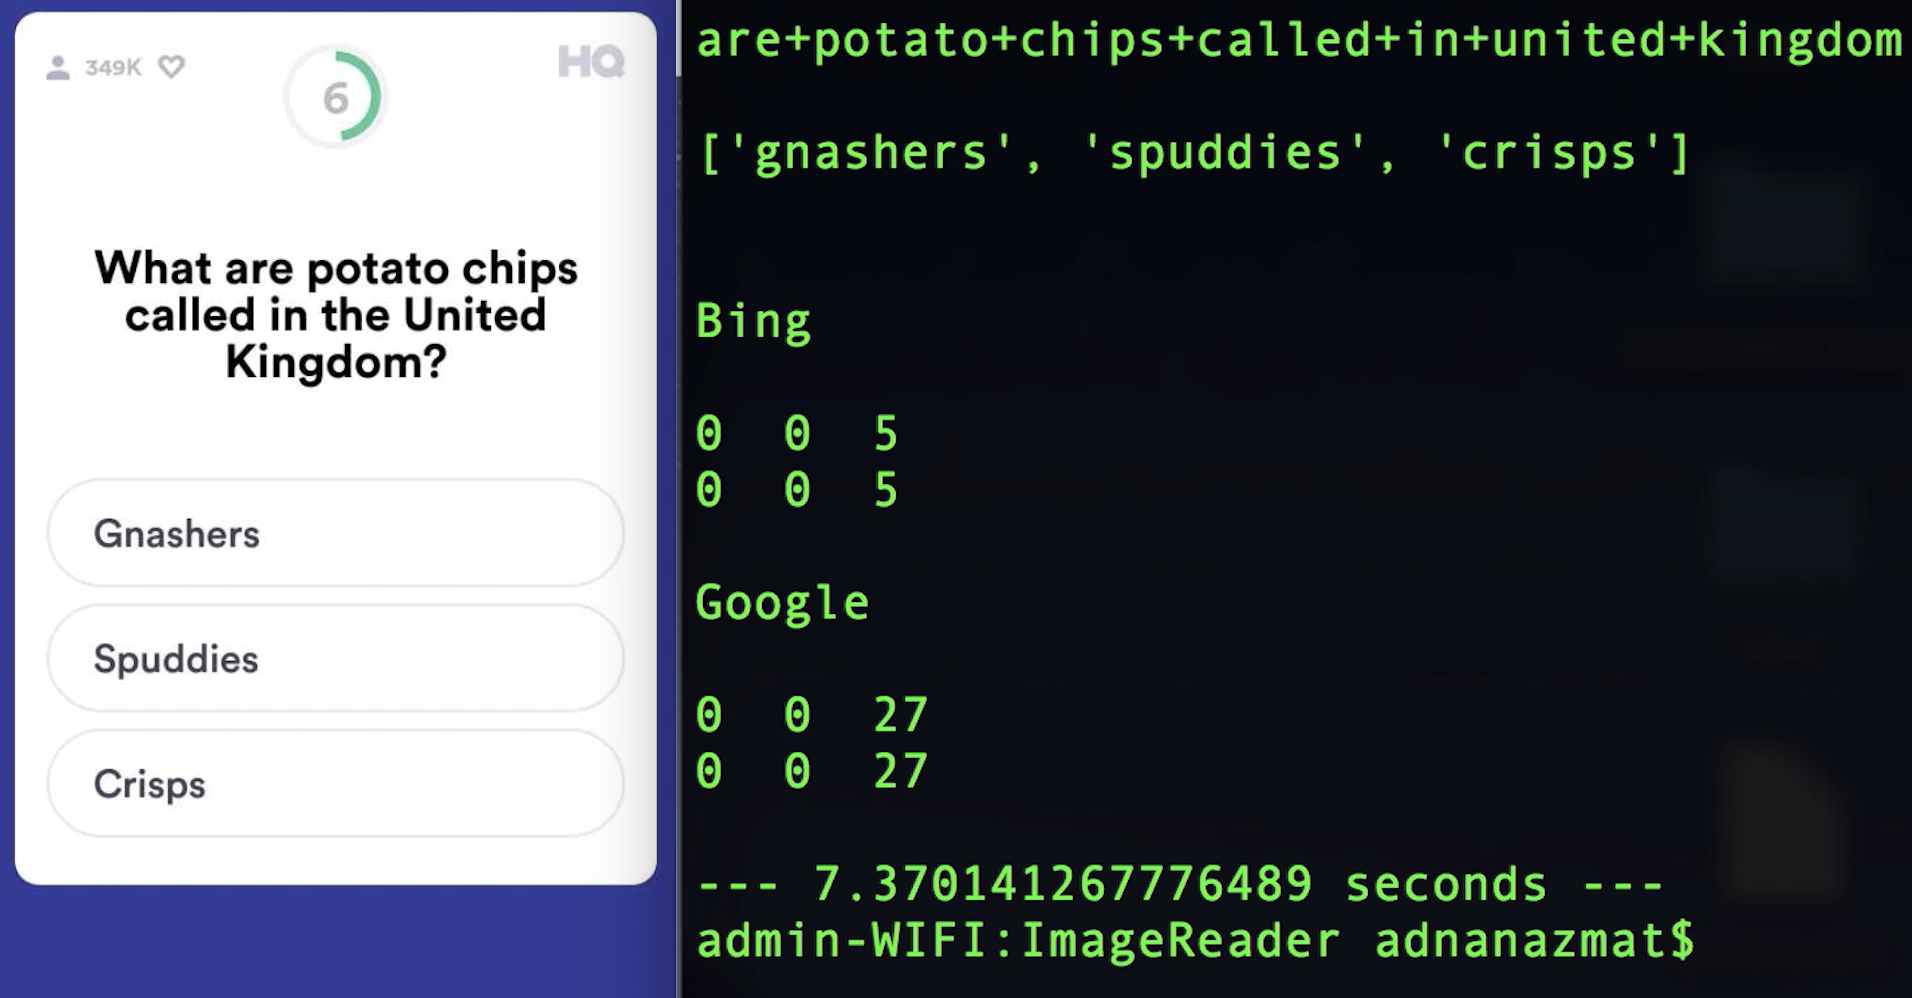 349K
6
HQ
What are potato chips
called in the United
Kingdom?
Gnashers
Spuddies
Crisps
are+potato+chips+called+in+united+kingdom
['gnashers', 'spuddies', 'crisps']
Bing
0 0 5
0 0 5
Google
0 0 27
0 0 27
--- 7.370141267776489 seconds ---
admin-WIFI:ImageReader adnanazmat$